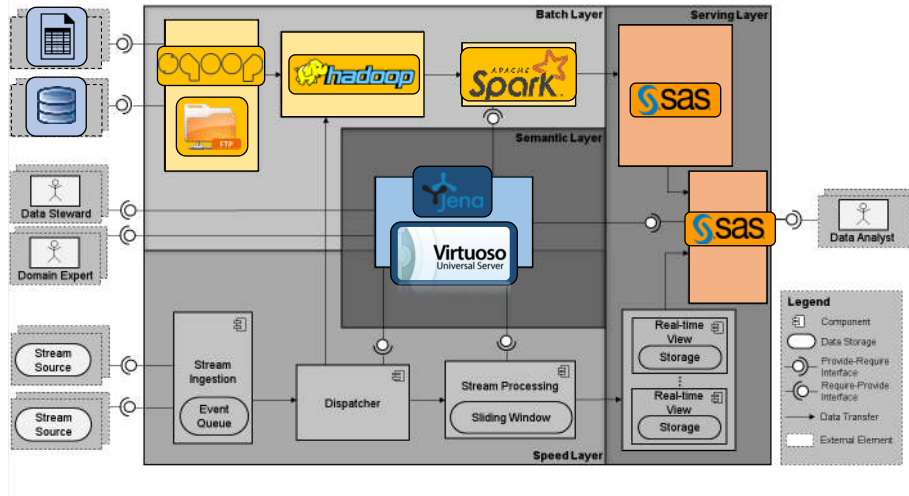 Batch Layer
Serving Layer
sqoop
FTP
hadoop
APACHE
Spark
sas
Semantic Layer
Jena
Virtuoso
Universal Server
sas
Data Steward
Domain Expert
Data Analyst
Stream
Source
Stream
Source
Stream
Ingestion
Event
Queue
Dispatcher
Stream Processing
Sliding Window
Real-time
View
Storage
Real-time
View
Storage
Speed Layer
Legend
Component
Data Storage
Provide-Require
Interface
Require-Provide
Interface
Data Transfer
External Element